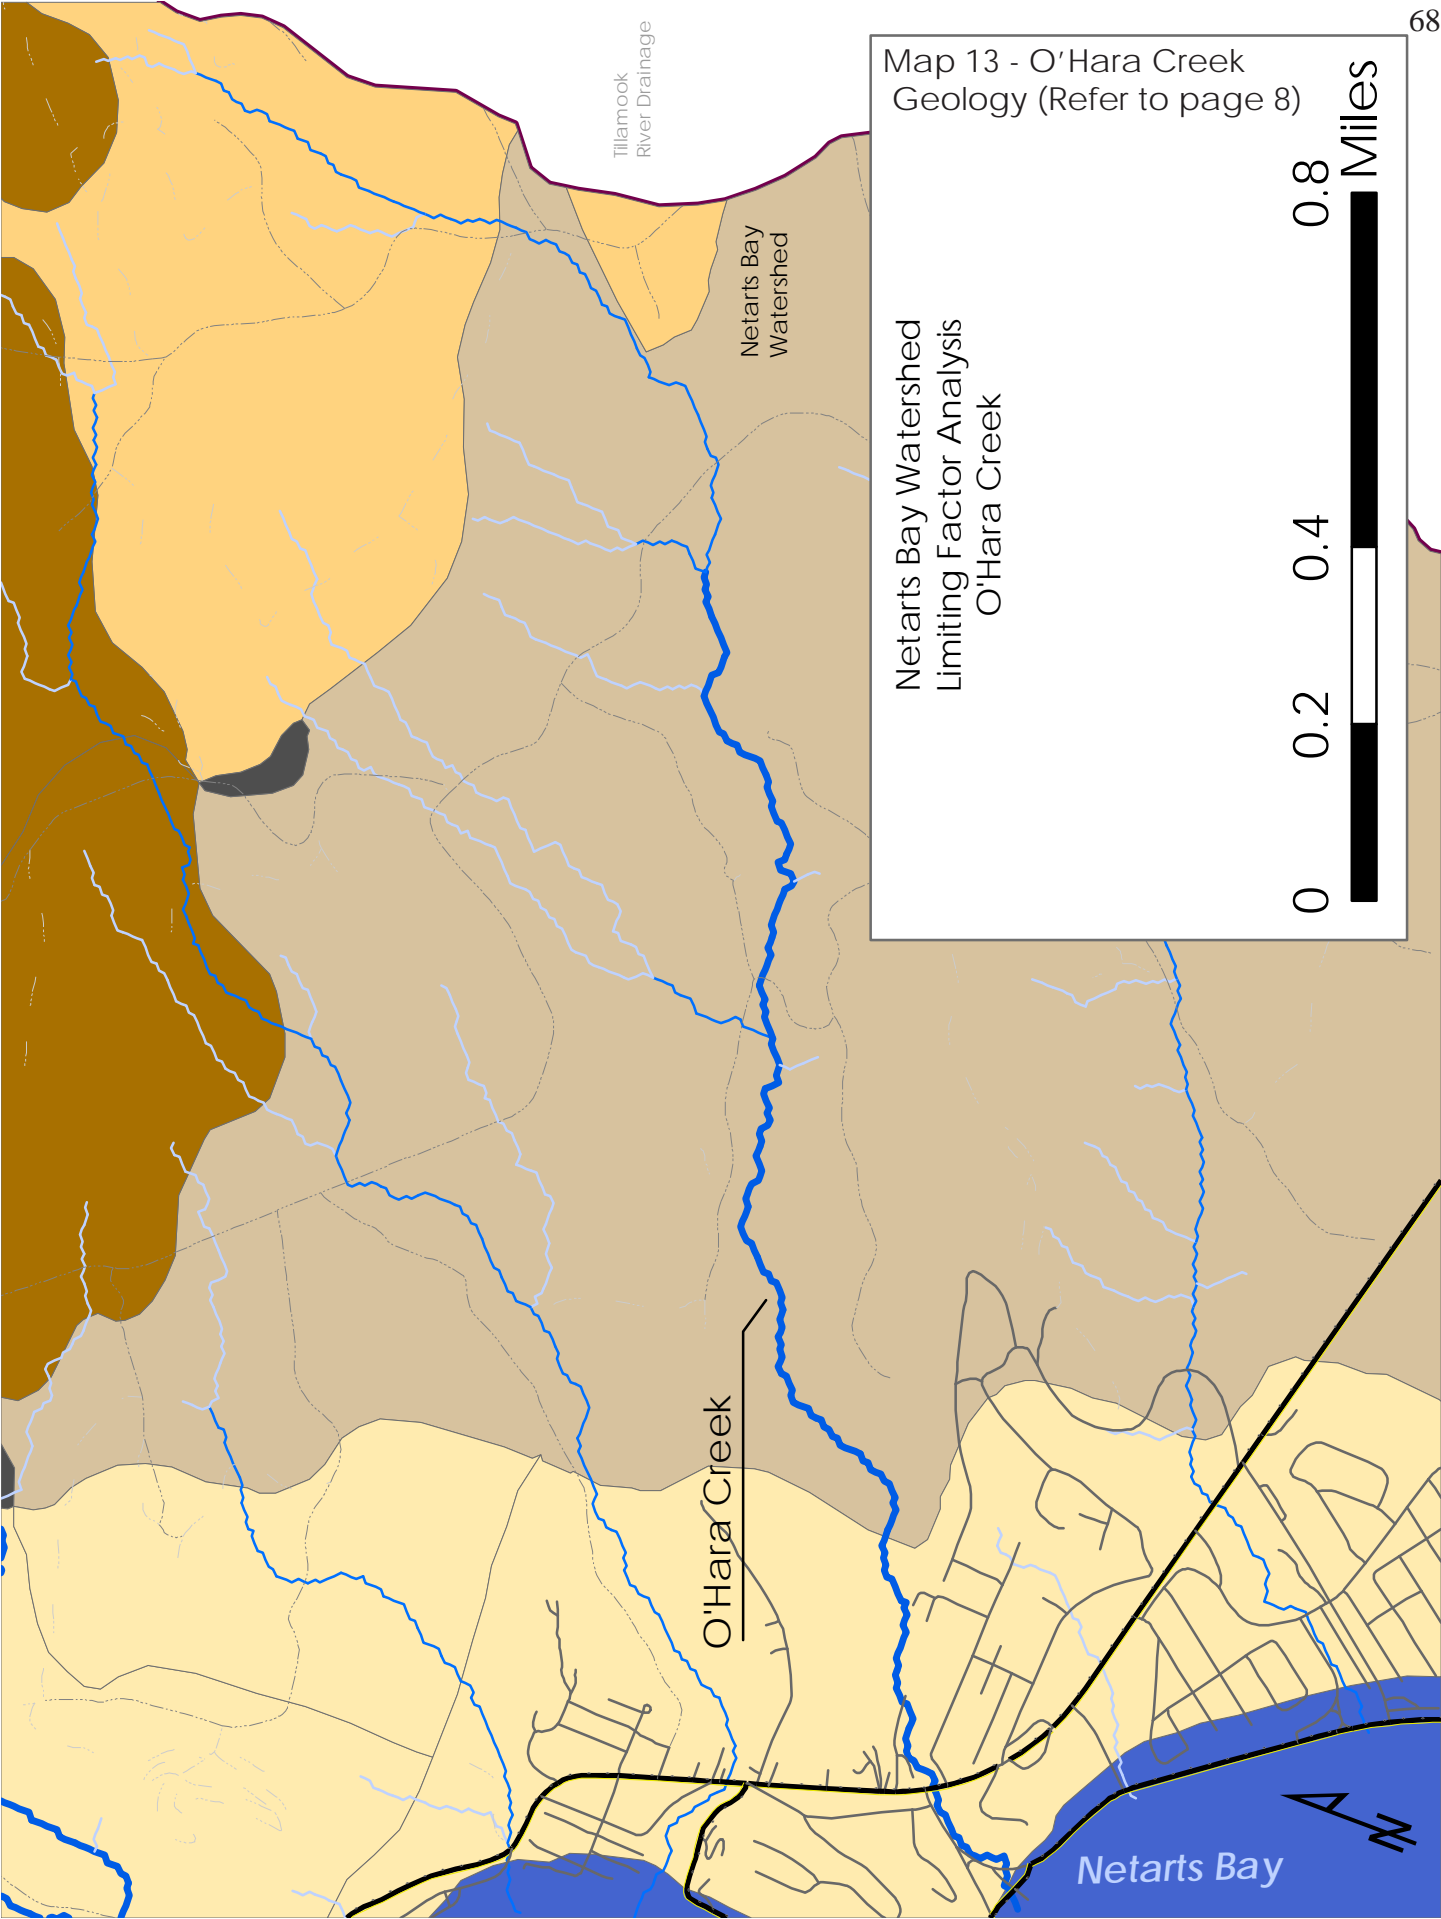 68
Map 13 - O'Hara Creek
Geology (Refer to page 8)
Tillamook
River Drainage
Netarts Bay
Watershed
Netarts Bay Watershed
Limiting Factor Analysis
O'Hara Creek
0 0.2 0.4 0.8
Miles
O'Hara Creek
Netarts Bay
N